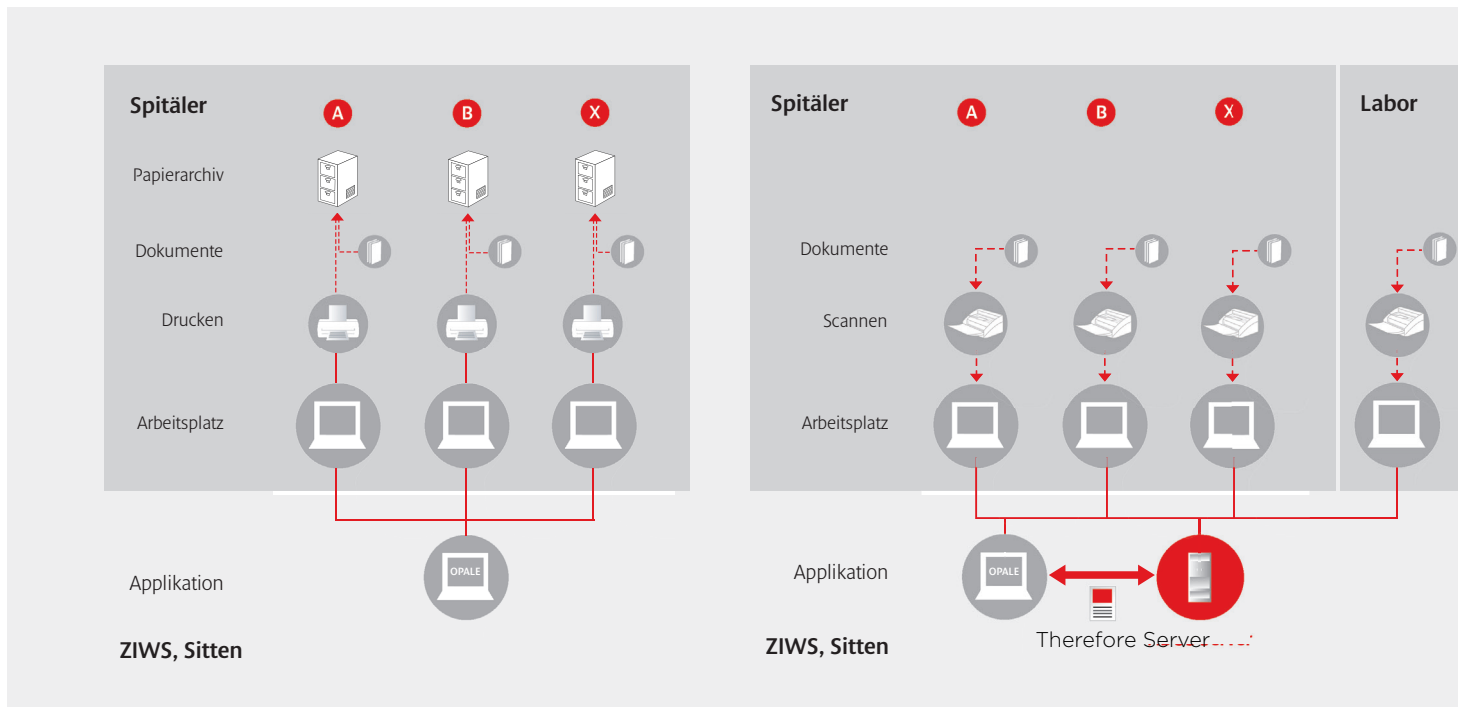 Spitäler
A
B
X
Papierarchiv
Dokumente
Drucken
Arbeitsplatz
OPALE
Applikation
ZIWS, Sitten
Spitäler
A
B
X
Labor
Dokumente
Scannen
Arbeitsplatz
OPALE
Applikation
Therefore Server
ZIWS, Sitten